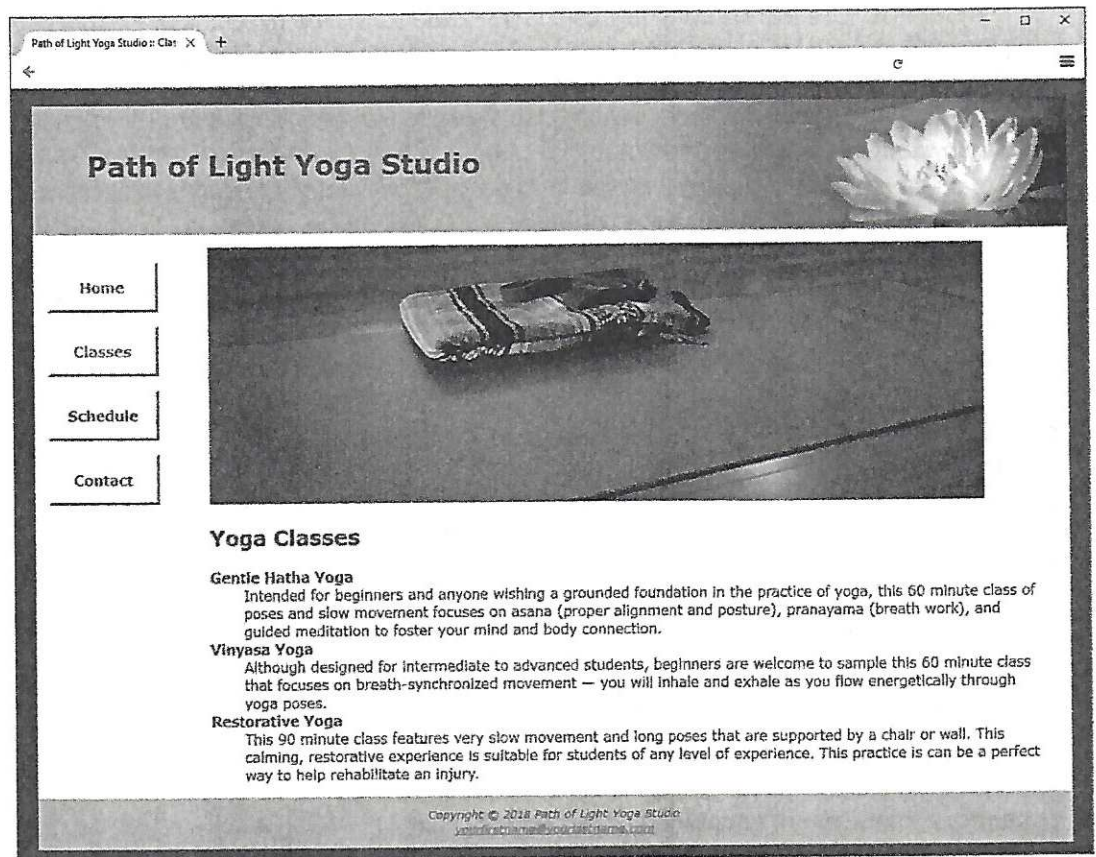 Path of Light Yoga Studio :: Clas
Path of Light Yoga Studio
Home
Classes
Schedule
Contact
Yoga Classes
Gentle Hatha Yoga
Intended for beginners and anyone wishing a grounded foundation in the practice of yoga, this 60 minute class of
poses and slow movement focuses on asana (proper alignment and posture), pranayama (breath work), and
guided meditation to foster your mind and body connection.
Vinyasa Yoga
Although designed for intermediate to advanced students, beginners are welcome to sample this 60 minute class
that focuses on breath-synchronized movement — you will inhale and exhale as you flow energetically through
yoga poses.
Restorative Yoga
This 90 minute class features very slow movement and long poses that are supported by a chair or wall. This
calming, restorative experience is suitable for students of any level of experience. This practice is can be a perfect
way to help rehabilitate an injury.
Copyright © 2018 Path of Light Yoga Studio
yourfirstname@yourlastname.com